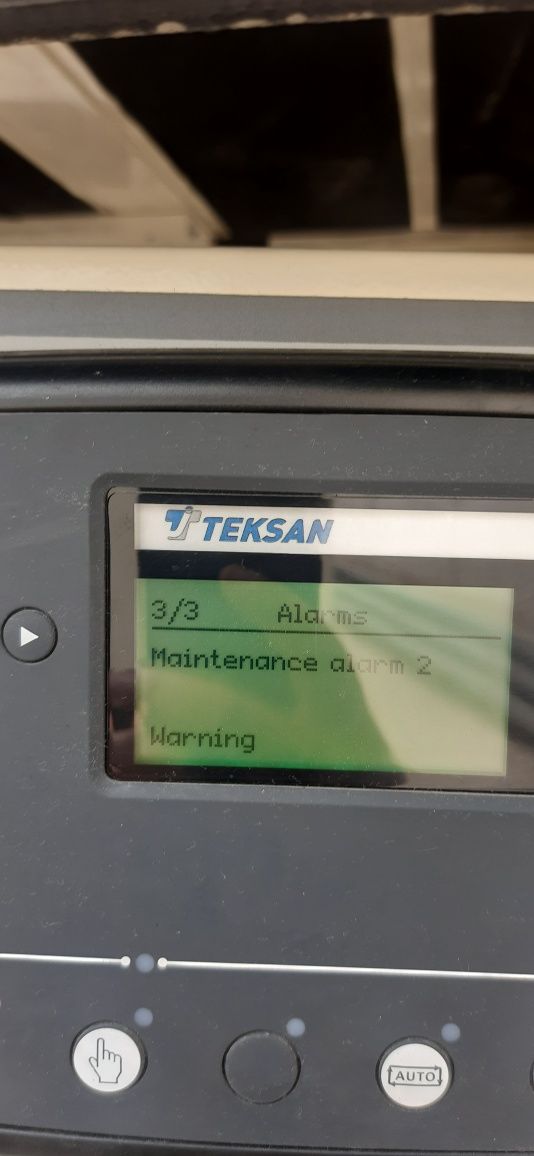 TEKSAN
3/3 Alarms
Maintenance alarm 2
Warning
AUTO